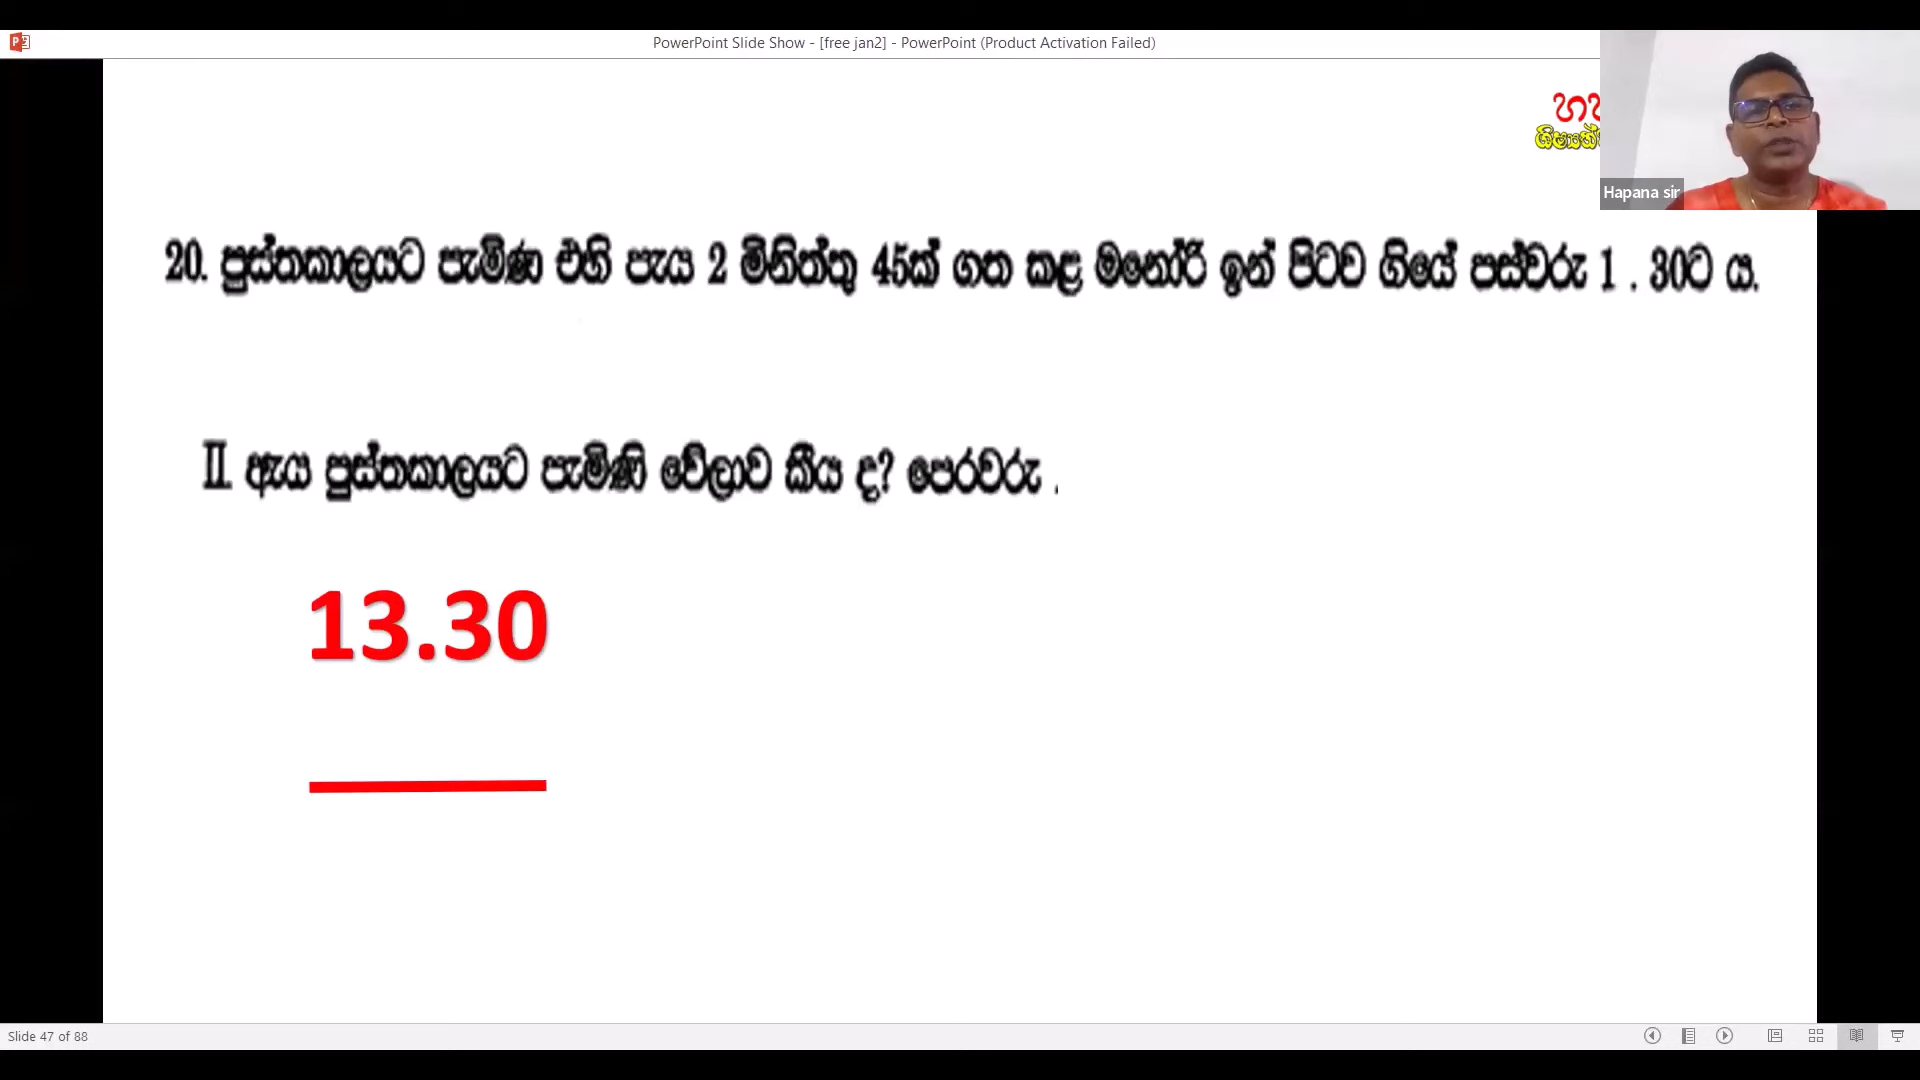 PowerPoint Slide Show - [free jan2] - PowerPoint (Product Activation Failed)
Hapana sir
20. පුස්තකාලයට පැමිණ එහි පැය 2 මිනිත්තු 45ක් ගත කළ මනෝරි ඉන් පිටව ගියේ පස්වරු 1 . 30ට ය.
II. ඇය පුස්තකාලයට පැමිණි වේලාව කීය ද? පෙරවරු .
13.30
Slide 47 of 88